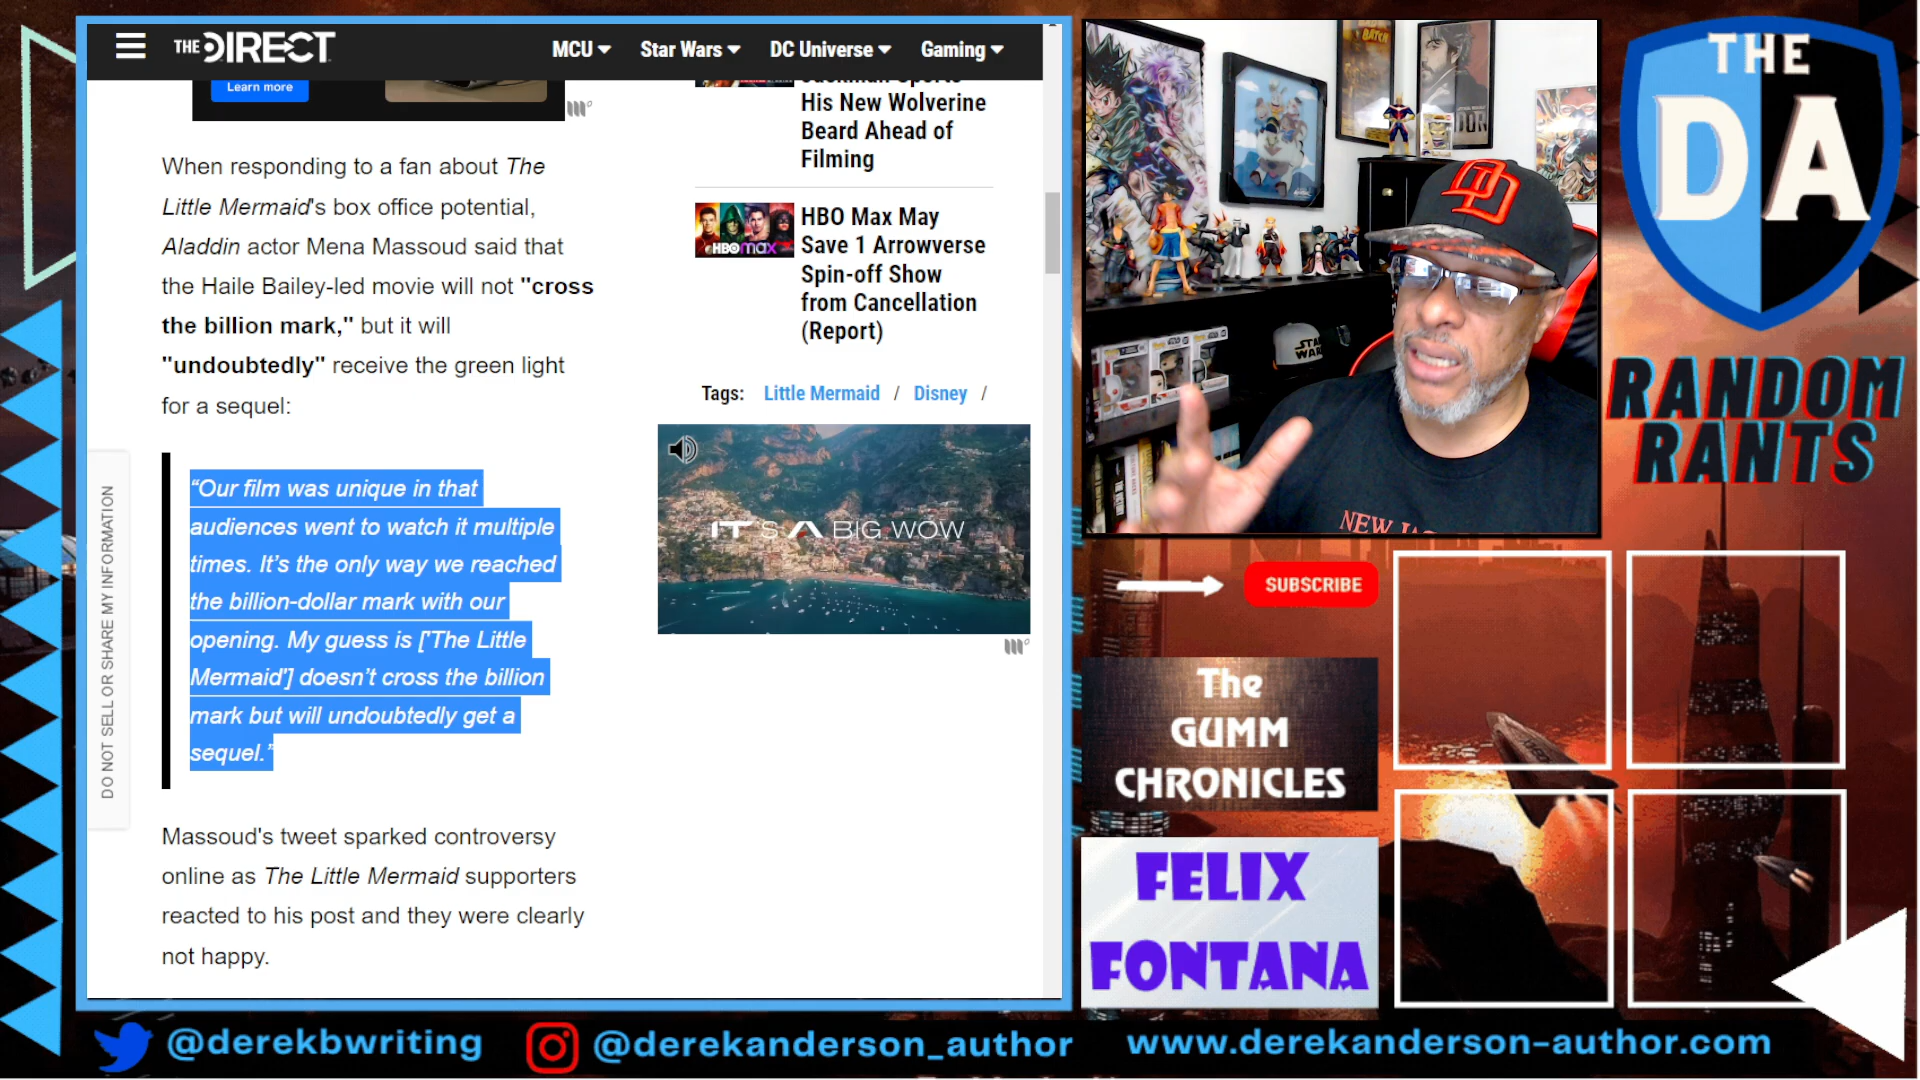 THE DIRECT
MCU
Star Wars
DC Universe
Gaming
Learn more
His New Wolverine
Beard Ahead of
Filming
When responding to a fan about The
Little Mermaid's box office potential,
Aladdin actor Mena Massoud said that
the Haile Bailey-led movie will not "cross
the billion mark," but it will
"undoubtedly" receive the green light
for a sequel:
HBO max
HBO Max May
Save 1 Arrowverse
Spin-off Show
from Cancellation
(Report)
Tags: Little Mermaid / Disney /
IT'S A BIG WOW
DO NOT SELL OR SHARE MY INFORMATION
“Our film was unique in that
audiences went to watch it multiple
times. It’s the only way we reached
the billion-dollar mark with our
opening. My guess is ['The Little
Mermaid'] doesn’t cross the billion
mark but will undoubtedly get a
sequel.”
Massoud's tweet sparked controversy
online as The Little Mermaid supporters
reacted to his post and they were clearly
not happy.
STAR
WARS
THE
DA
RANDOM
RANTS
SUBSCRIBE
The
GUMM
CHRONICLES
FELIX
FONTANA
@derekbwriting
@derekanderson_author
www.derekanderson-author.com